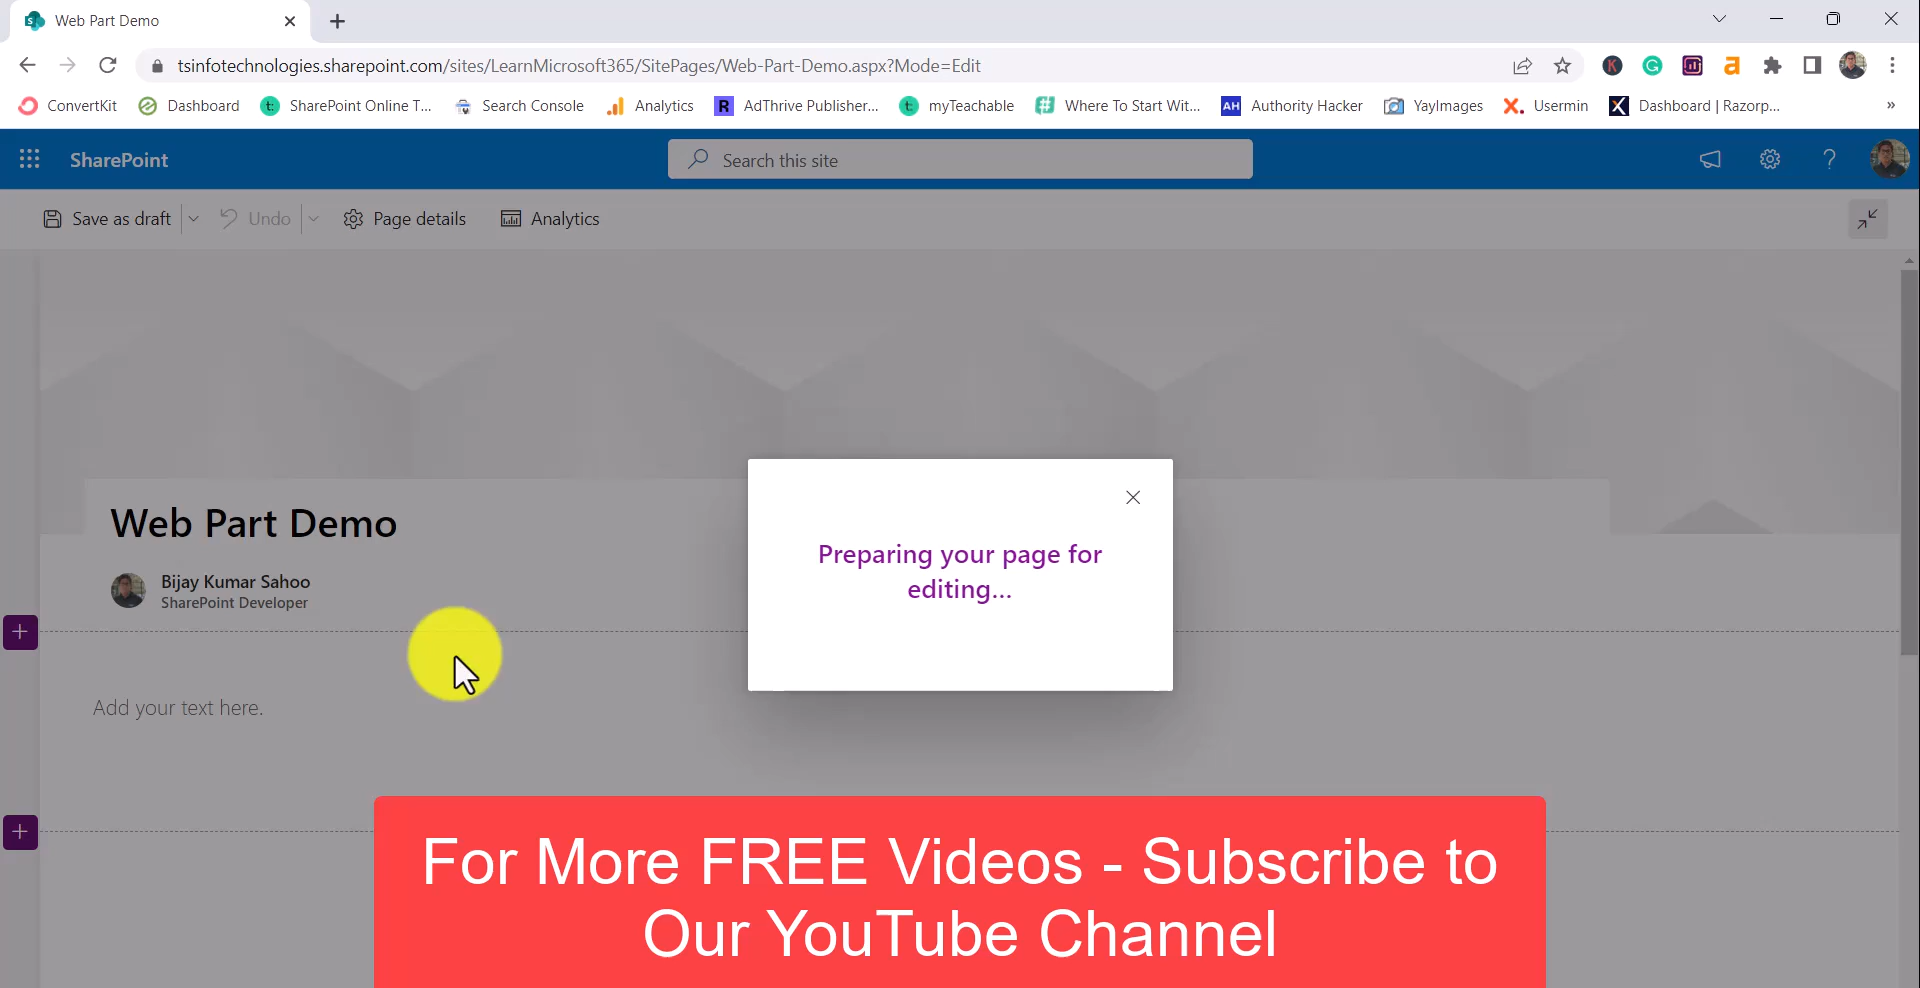 Web Part Demo
tsinfotechnologies.sharepoint.com/sites/LearnMicrosoft365/SitePages/Web-Part-Demo.aspx?Mode=Edit
ConvertKit Dashboard SharePoint Online T... Search Console Analytics R AdThrive Publisher... myTeachable Where To Start Wit... AH Authority Hacker YayImages Usermin Dashboard | Razorp... »
SharePoint Search this site ?
Save as draft Undo Page details Analytics
Web Part Demo
Bijay Kumar Sahoo
SharePoint Developer
Preparing your page for
editing...
Add your text here.
For More FREE Videos - Subscribe to
Our YouTube Channel